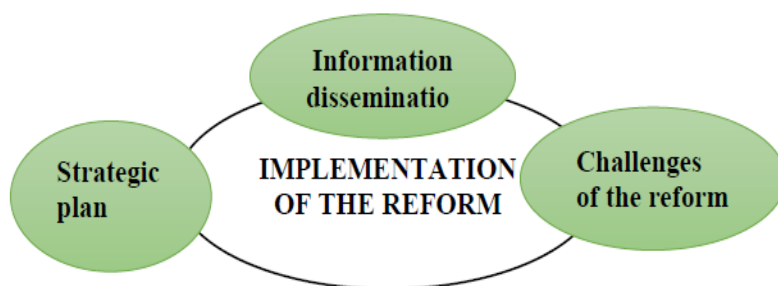 Information
disseminatio
Strategic
plan
IMPLEMENTATION
OF THE REFORM
Challenges
of the reform